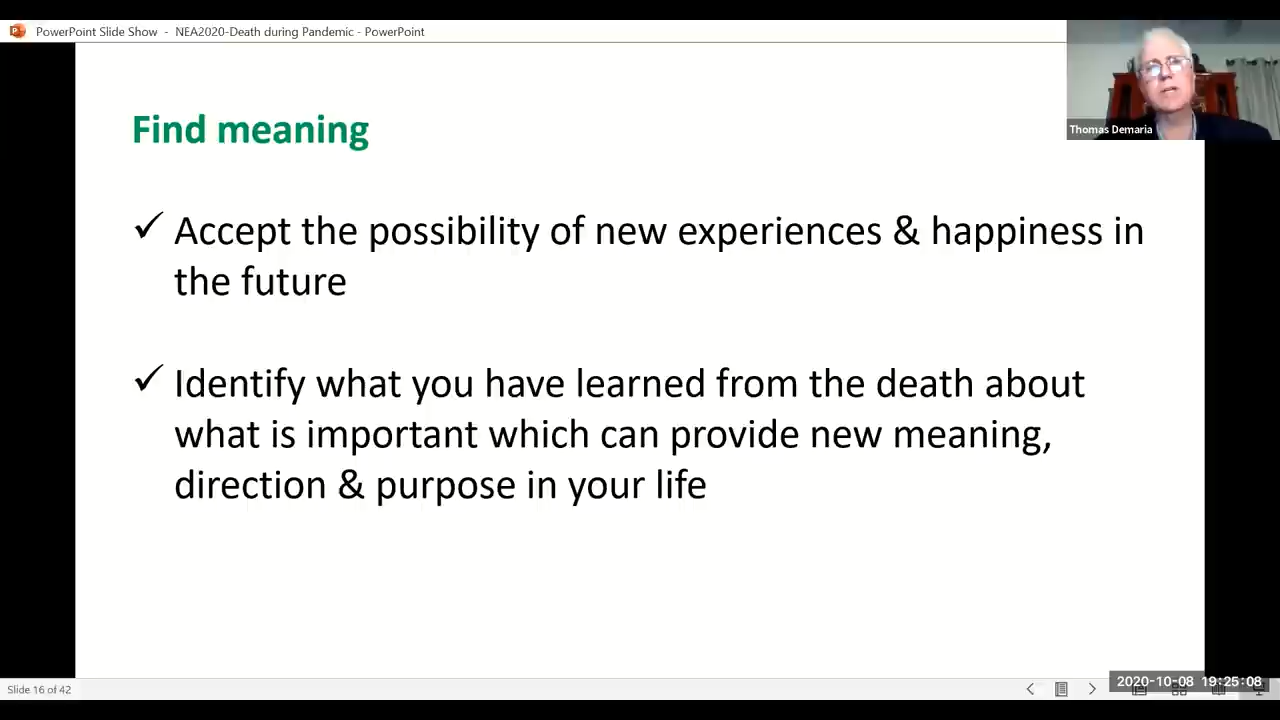 PowerPoint Slide Show - NEA2020-Death during Pandemic - PowerPoint
Thomas Demaria
Find meaning
✓ Accept the possibility of new experiences & happiness in
the future
✓ Identify what you have learned from the death about
what is important which can provide new meaning,
direction & purpose in your life
Slide 16 of 42
2020-10-08 19:25:08